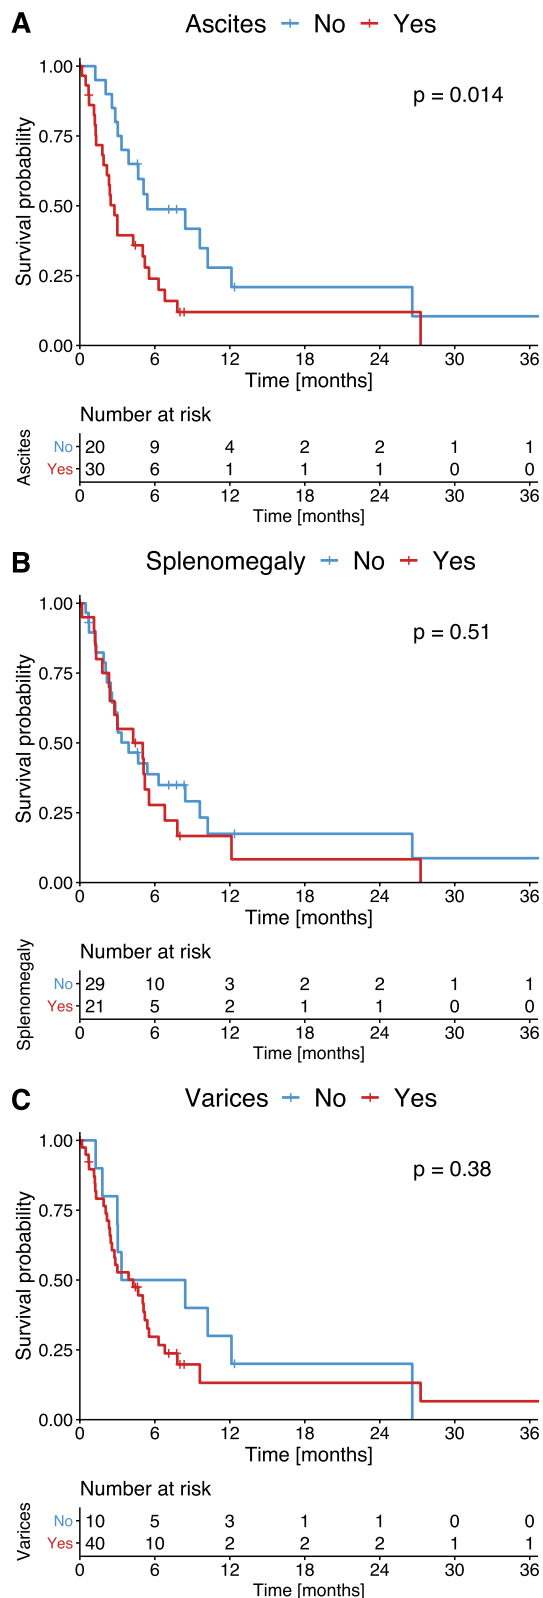 A Ascites No Yes
1.00
p = 0.014
0.75
Survival probability
0.50
0.25
0.00
0 6 12 18 24 30 36
Time [months]
Number at risk
Ascites
No 20 9 4 2 2 1 1
Yes 30 6 1 1 1 0 0
0 6 12 18 24 30 36
Time [months]
B Splenomegaly No Yes
1.00
p = 0.51
0.75
Survival probability
0.50
0.25
0.00
0 6 12 18 24 30 36
Time [months]
Number at risk
Splenomegaly
No 29 10 3 2 2 1 1
Yes 21 5 2 1 1 0 0
0 6 12 18 24 30 36
Time [months]
C Varices No Yes
1.00
p = 0.38
0.75
Survival probability
0.50
0.25
0.00
0 6 12 18 24 30 36
Time [months]
Number at risk
Varices
No 10 5 3 1 1 0 0
Yes 40 10 2 2 2 1 1
0 6 12 18 24 30 36
Time [months]